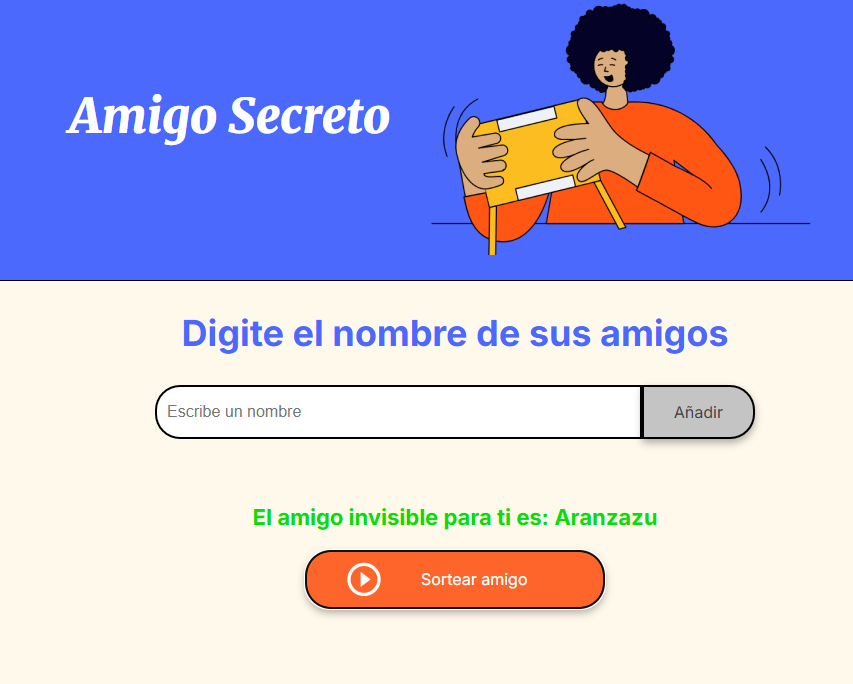 Amigo Secreto
Digite el nombre de sus amigos
Escribe un nombre
Añadir
El amigo invisible para ti es: Aranzazu
Sortear amigo